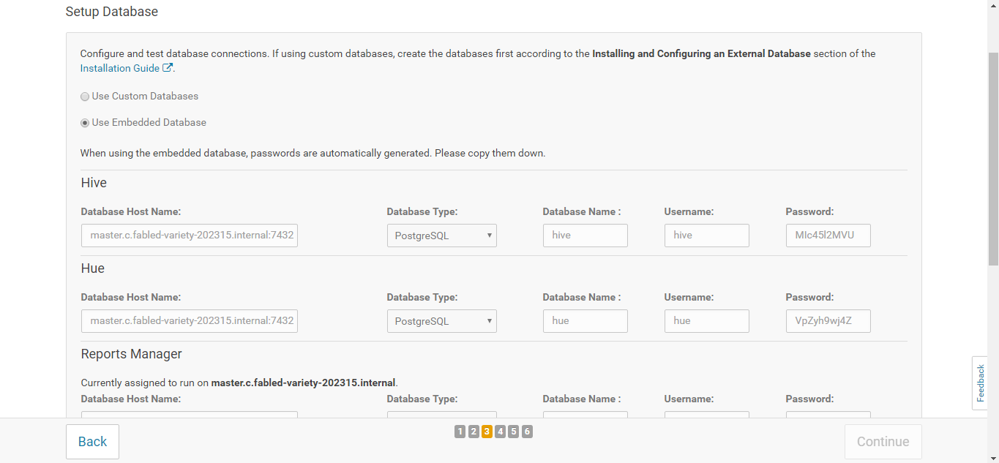 Setup Database
Configure and test database connections. If using custom databases, create the databases first according to the Installing and Configuring an External Database section of the
Installation Guide.
Use Custom Databases
Use Embedded Database
When using the embedded database, passwords are automatically generated. Please copy them down.
Hive
Database Host Name: Database Type: Database Name : Username: Password:
master.c.fabled-variety-202315.internal:7432 PostgreSQL hive hive MIc45l2MVU
Hue
Database Host Name: Database Type: Database Name : Username: Password:
master.c.fabled-variety-202315.internal:7432 PostgreSQL hue hue VpZyh9wj4Z
Reports Manager
Currently assigned to run on master.c.fabled-variety-202315.internal.
Database Host Name: Database Type: Database Name : Username: Password:
Feedback
Back 1 2 3 4 5 6 Continue